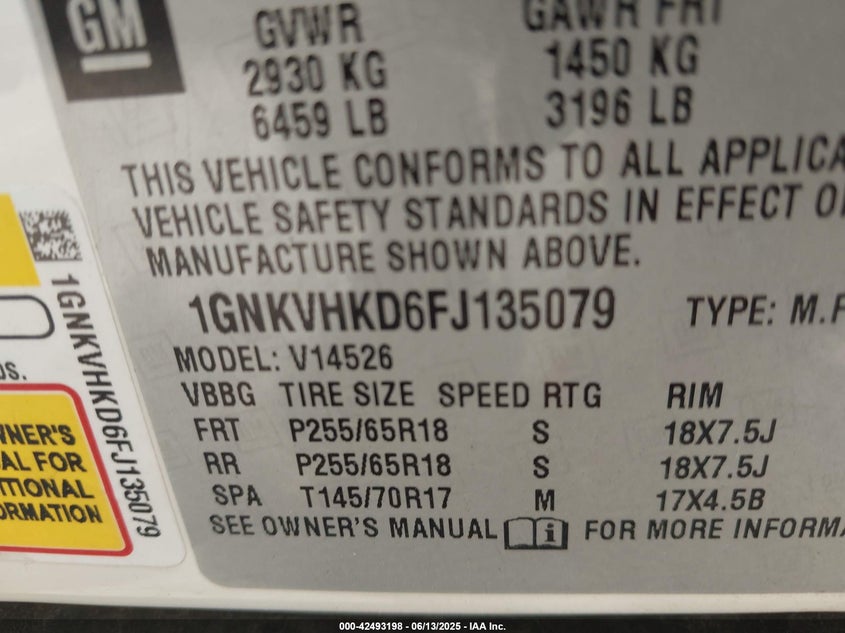 GM
GVWR
2930 KG
6459 LB
GAWR FRT
1450 KG
3196 LB
THIS VEHICLE CONFORMS TO ALL APPLICA
VEHICLE SAFETY STANDARDS IN EFFECT O
MANUFACTURE SHOWN ABOVE.
1GNKVHKD6FJ135079 TYPE: M.P
MODEL: V14526
VBBG TIRE SIZE SPEED RTG RIM
FRT P255/65R18 S 18X7.5J
RR P255/65R18 S 18X7.5J
SPA T145/70R17 M 17X4.5B
SEE OWNER'S MANUAL i FOR MORE INFORMA
1GNKVHKD6FJ135079
DS.
WNER'S
AL FOR
ITIONAL
ORMATION
000-42493198 - 06/13/2025 - IAA Inc.